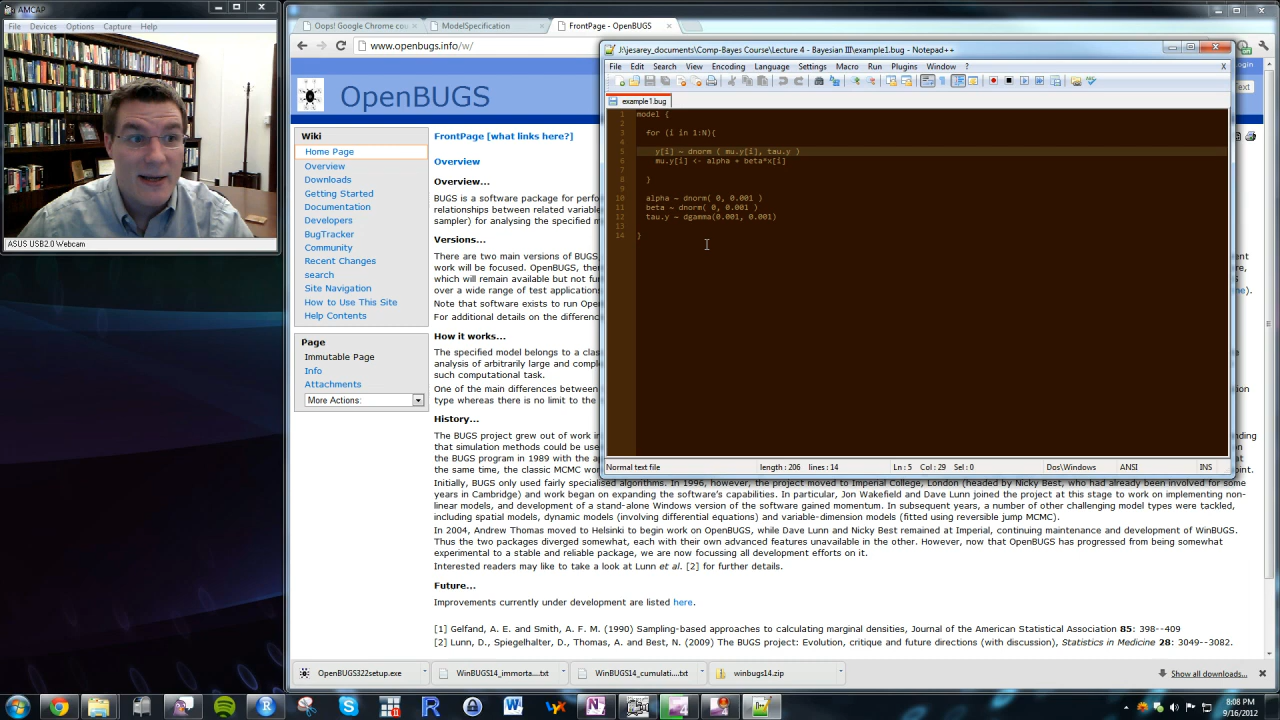 AMCAP
File Devices Options Capture Help
ASUS USB2.0 Webcam
Oops! Google Chrome cou
ModelSpecification
FrontPage - OpenBUGS
www.openbugs.info/w/
Login
OpenBUGS
Text
Wiki
Home Page
Overview
Downloads
Getting Started
Documentation
Developers
BugTracker
Community
Recent Changes
search
Site Navigation
How to Use This Site
Help Contents
Page
Immutable Page
Info
Attachments
More Actions:
FrontPage [what links here?]
Overview
Overview...
BUGS is a software package for perfo
relationships between related variable
sampler) for analysing the specified m
Versions...
There are two main versions of BUGS,
work will be focused. OpenBUGS, ther
which will remain available but not fu
over a wide range of test applications
Note that software exists to run Open
For additional details on the differenc
How it works...
The specified model belongs to a clas
analysis of arbitrarily large and comple
such computational task.
One of the main differences between
type whereas there is no limit to the
History...
The BUGS project grew out of work in
that simulation methods could be use
the BUGS program in 1989 with the ap
the same time, the classic MCMC wor
Initially, BUGS only used fairly specialised algorithms. In 1996, however, the project moved to Imperial College, London (headed by Nicky Best, who had already been involved for some
years in Cambridge) and work began on expanding the software's capabilities. In particular, Jon Wakefield and Dave Lunn joined the project at this stage to work on implementing non-
linear models, and development of a stand-alone Windows version of the software gained momentum. In subsequent years, a number of other challenging model types were tackled,
including spatial models, dynamic models (involving differential equations) and variable-dimension models (fitted using reversible jump MCMC).
In 2004, Andrew Thomas moved to Helsinki to begin work on OpenBUGS, while Dave Lunn and Nicky Best remained at Imperial, continuing maintenance and development of WinBUGS.
Thus the two packages diverged somewhat, each with their own advanced features unavailable in the other. However, now that OpenBUGS has progressed from being somewhat
experimental to a stable and reliable package, we are now focussing all development efforts on it.
Interested readers may like to take a look at Lunn et al. [2] for further details.
Future...
Improvements currently under development are listed here.
[1] Gelfand, A. E. and Smith, A. F. M. (1990) Sampling-based approaches to calculating marginal densities, Journal of the American Statistical Association 85: 398--409
[2] Lunn, D., Spiegelhalter, D., Thomas, A. and Best, N. (2009) The BUGS project: Evolution, critique and future directions (with discussion), Statistics in Medicine 28: 3049--3082.
J:\jesarey_documents\Comp-Bayes Course\Lecture 4 - Bayesian III\example1.bug - Notepad++
File Edit Search View Encoding Language Settings Macro Run Plugins Window ? X
example1.bug
1 model {
2
3 for (i in 1:N){
4
5 y[i] ~ dnorm ( mu.y[i], tau.y )
6 mu.y[i] <- alpha + beta*x[i]
7
8 }
9
10 alpha ~ dnorm( 0, 0.001 )
11 beta ~ dnorm( 0, 0.001 )
12 tau.y ~ dgamma(0.001, 0.001)
13
14 }
Normal text file length : 206 lines : 14 Ln : 5 Col : 29 Sel : 0 Dos\Windows ANSI INS
OpenBUGS322setup.exe
WinBUGS14_immorta....txt
WinBUGS14_cumulati....txt
winbugs14.zip
Show all downloads...
8:08 PM
9/16/2012